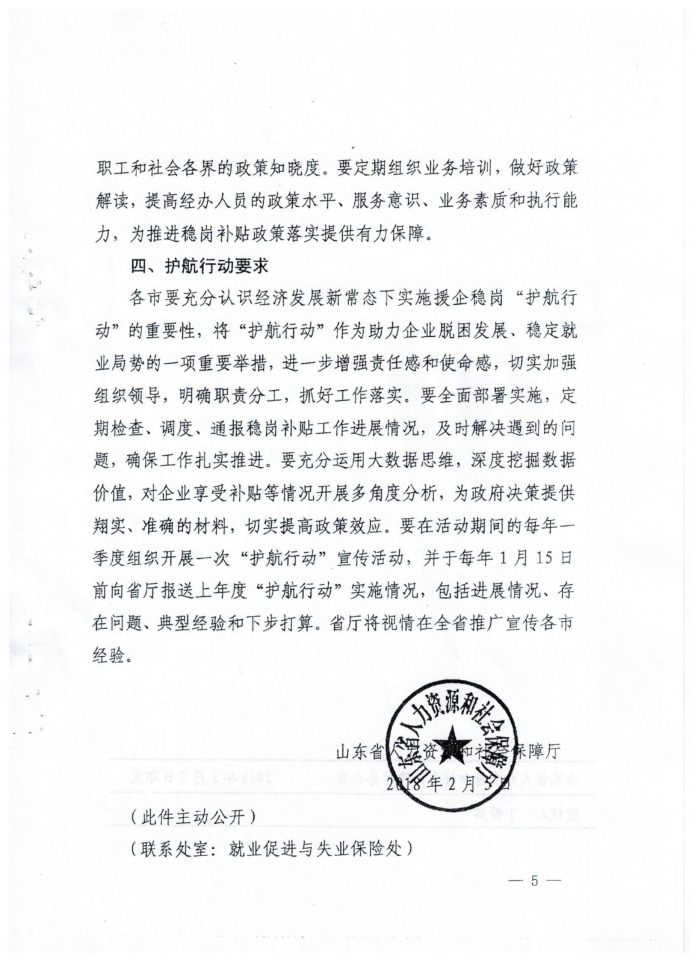 职工和社会各界的政策知晓度。要定期组织业务培训，做好政策
解读，提高经办人员的政策水平、服务意识、业务素质和执行能
力，为推进稳岗补贴政策落实提供有力保障。
四、护航行动要求
各市要充分认识经济发展新常态下实施援企稳岗“护航行
动”的重要性，将“护航行动”作为助力企业脱困发展、稳定就
业局势的一项重要举措，进一步增强责任感和使命感，切实加强
组织领导，明确职责分工，抓好工作落实。要全面部署实施，定
期检查、调度、通报稳岗补贴工作进展情况，及时解决遇到的问
题，确保工作扎实推进。要充分运用大数据思维，深度挖掘数据
价值，对企业享受补贴等情况开展多角度分析，为政府决策提供
翔实、准确的材料，切实提高政策效应。要在活动期间的每年一
季度组织开展一次“护航行动”宣传活动，并于每年1月15日
前向省厅报送上年度“护航行动”实施情况，包括进展情况、存
在问题、典型经验和下步打算。省厅将视情在全省推广宣传各市
经验。
山东省人力资源和社会保障厅
山东省人力资源和社会保障厅
2018年2月5日
（此件主动公开）
（联系处室：就业促进与失业保险处）
— 5 —